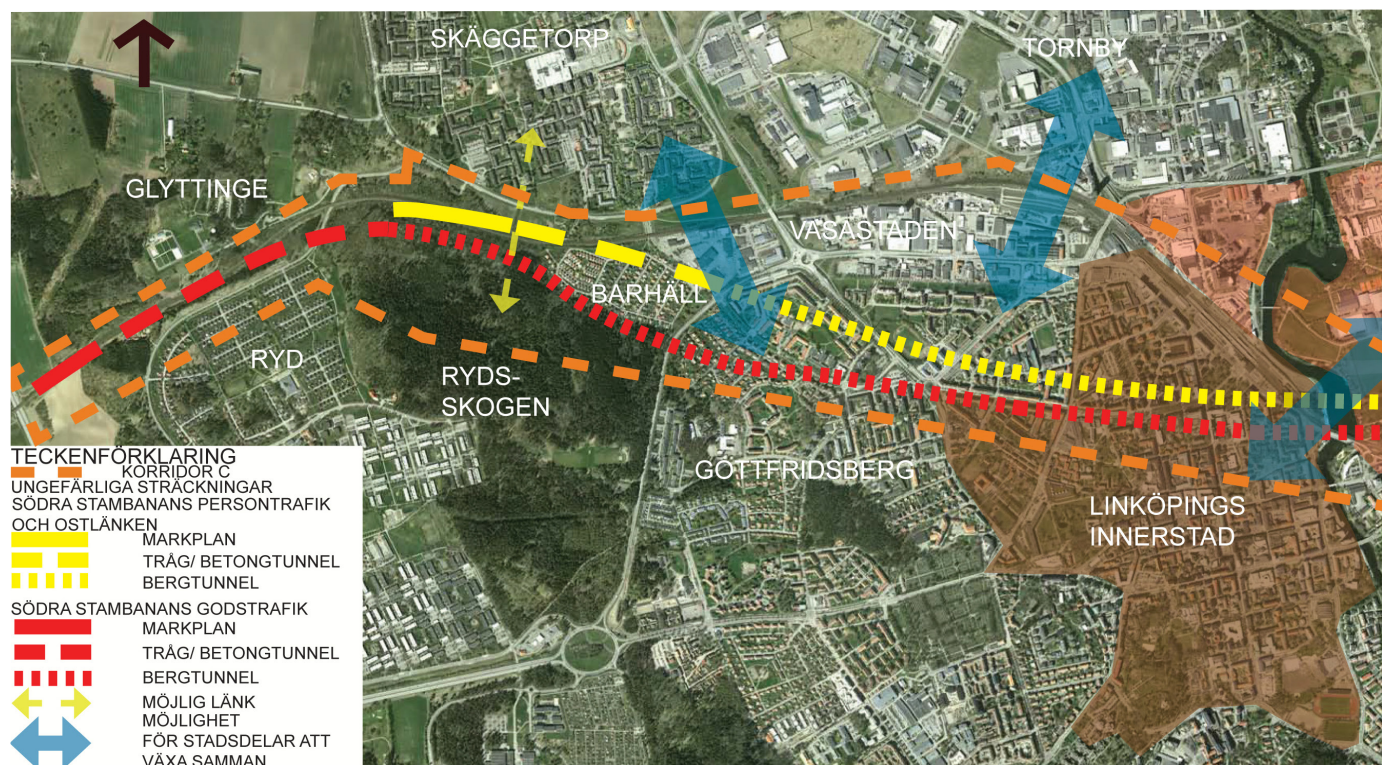 SKÄGGETORP
TORNBY
GLYTTINGE
VASASTADEN
BARHÄLL
RYD
RYDS-
SKOGEN
GÖTTFRIDSBERG
LINKÖPINGS
INNERSTAD
TECKENFÖRKLARING
KORRIDOR C
UNGEFÄRLIGA STRÄCKNINGAR
SÖDRA STAMBANANS PERSONTRAFIK
OCH OSTLÄNKEN
MARKPLAN
TRÅG/ BETONGTUNNEL
BERGTUNNEL
SÖDRA STAMBANANS GODSTRAFIK
MARKPLAN
TRÅG/ BETONGTUNNEL
BERGTUNNEL
MÖJLIG LÄNK
MÖJLIGHET
FÖR STADSDELAR ATT
VÄXA SAMMAN